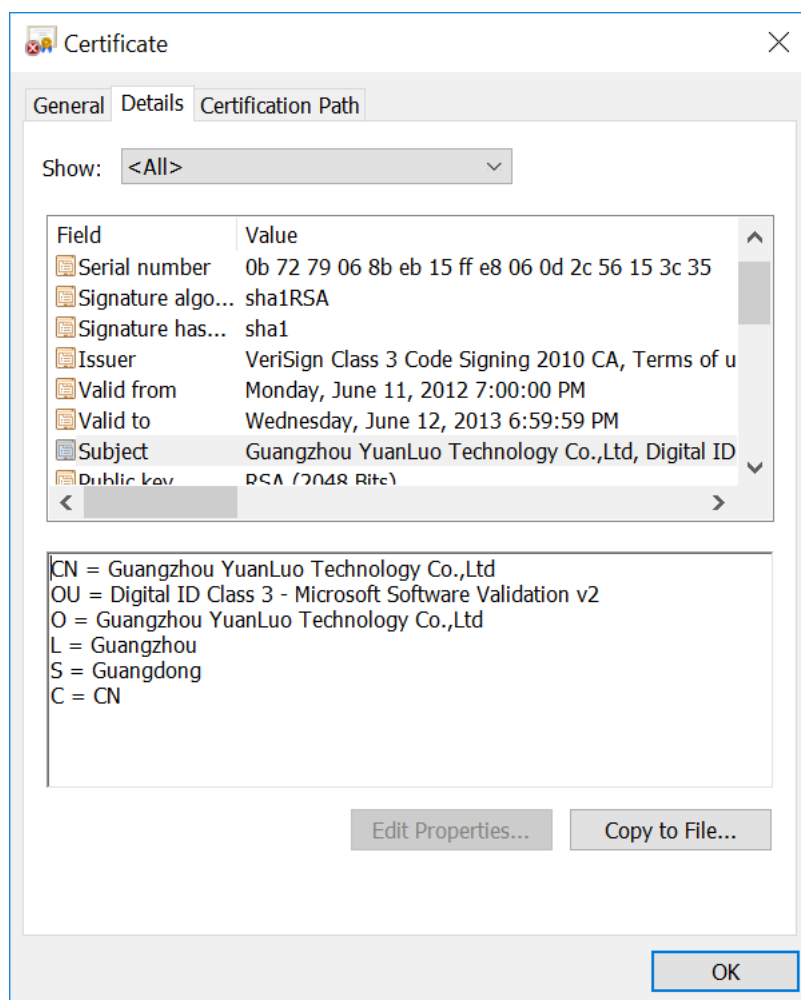 Certificate
General Details Certification Path
Show: <All>
Field Value
Serial number 0b 72 79 06 8b eb 15 ff e8 06 0d 2c 56 15 3c 35
Signature algo... sha1RSA
Signature has... sha1
Issuer VeriSign Class 3 Code Signing 2010 CA, Terms of u
Valid from Monday, June 11, 2012 7:00:00 PM
Valid to Wednesday, June 12, 2013 6:59:59 PM
Subject Guangzhou YuanLuo Technology Co.,Ltd, Digital ID
Public key RSA (2048 Bits)
CN = Guangzhou YuanLuo Technology Co.,Ltd
OU = Digital ID Class 3 - Microsoft Software Validation v2
O = Guangzhou YuanLuo Technology Co.,Ltd
L = Guangzhou
S = Guangdong
C = CN
Edit Properties... Copy to File...
OK